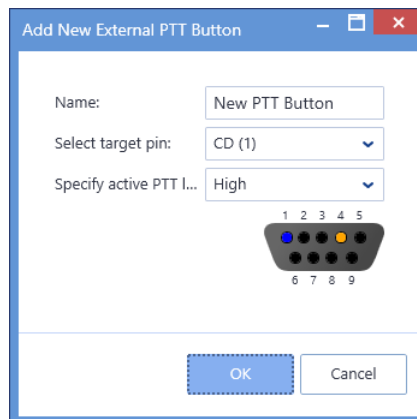 Add New External PTT Button
Name: New PTT Button
Select target pin: CD (1)
Specify active PTT l... High
1 2 3 4 5
6 7 8 9
OK Cancel